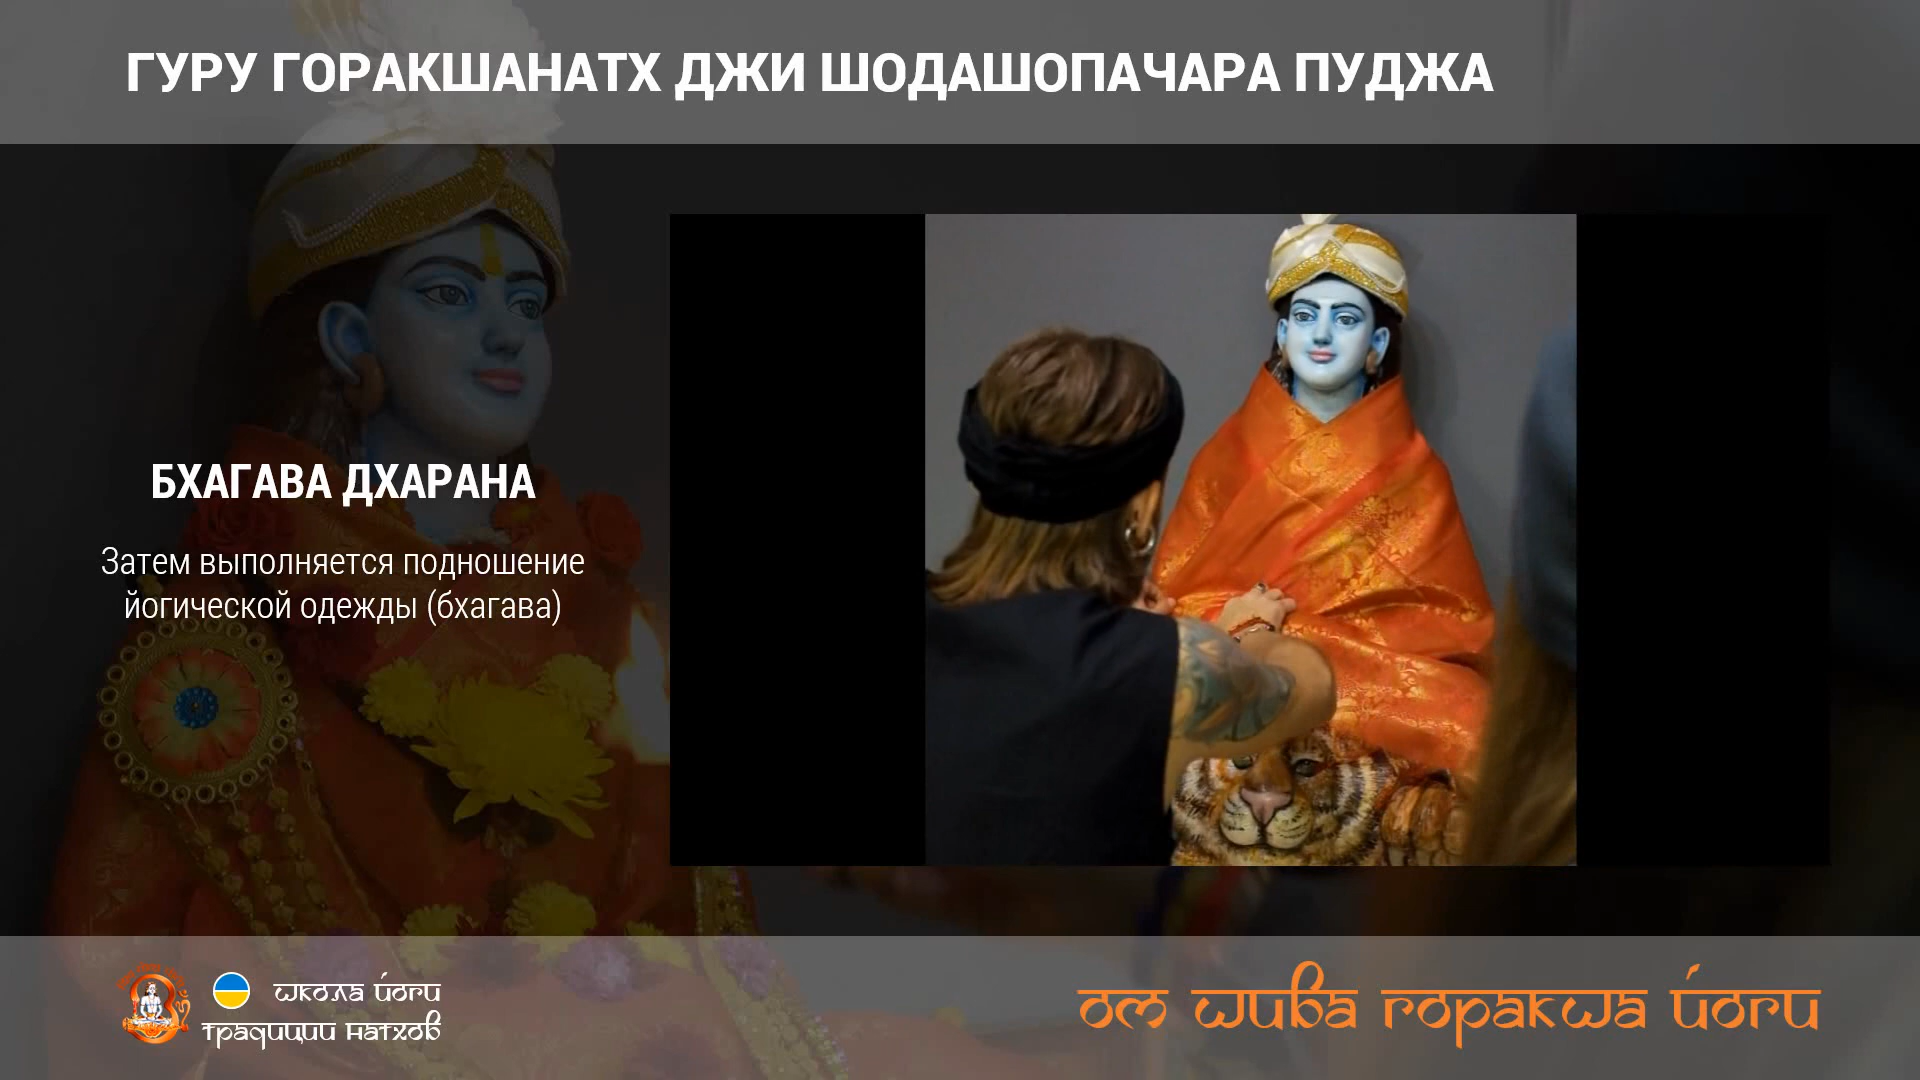 ГУРУ ГОРАКШАНАТХ ДЖИ ШОДАШОПАЧАРА ПУДЖА
БХАГАВА ДХАРАНА
Затем выполняется подношение
йогической одежды (бхагава)
школа йоги
традиции натхов
ом шива горакша йоги